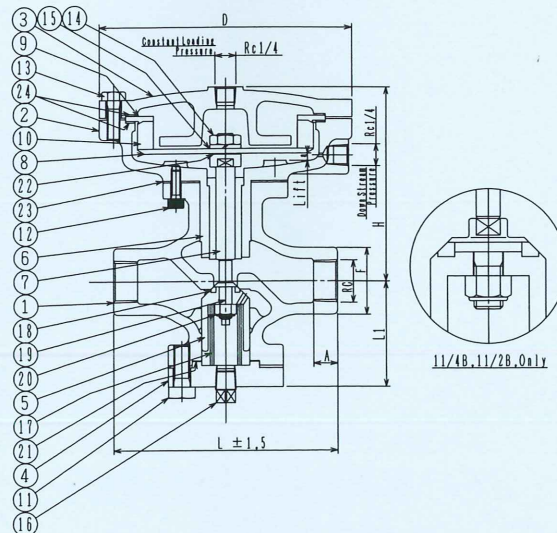 3 15 14
9
13
24
2
10
8
22
23
12
6
7
1
18
19
20
5
17
21
4
11
16
D
Constant Loading
Pressure
Rc1/4
Rc1/4
Lift
Down Stream
Pressure
H
F
RC
A
L1
L ±1,5
11/4B,11/2B,Only